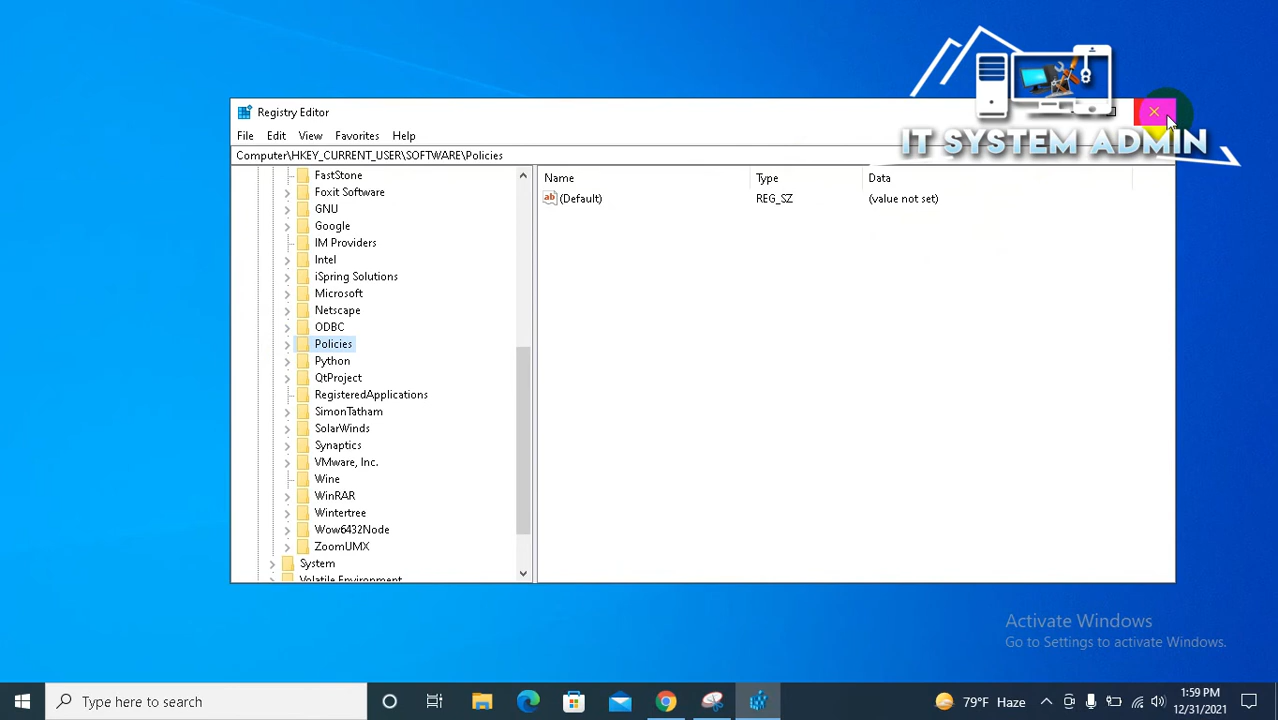 IT SYSTEM ADMIN
Registry Editor
File Edit View Favorites Help
Computer\HKEY_CURRENT_USER\SOFTWARE\Policies
FastStone
Foxit Software
GNU
Google
IM Providers
Intel
iSpring Solutions
Microsoft
Netscape
ODBC
Policies
Python
QtProject
RegisteredApplications
SimonTatham
SolarWinds
Synaptics
VMware, Inc.
Wine
WinRAR
Wintertree
Wow6432Node
ZoomUMX
System
Volatile Environment
Name Type Data
ab (Default) REG_SZ (value not set)
Activate Windows
Go to Settings to activate Windows.
Type here to search
79°F Haze
1:59 PM
12/31/2021